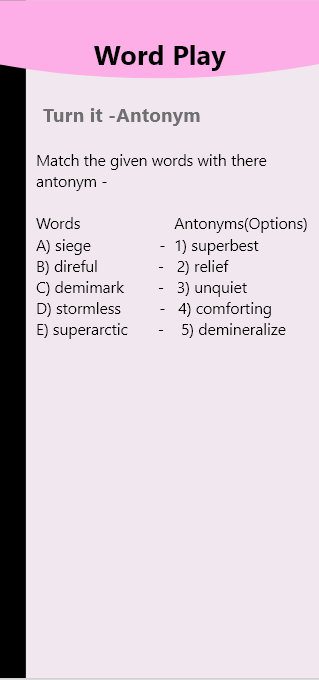 Word Play
Turn it -Antonym
Match the given words with there
antonym -
Words Antonyms(Options)
A) siege - 1) superbest
B) direful - 2) relief
C) demimark - 3) unquiet
D) stormless - 4) comforting
E) superarctic - 5) demineralize